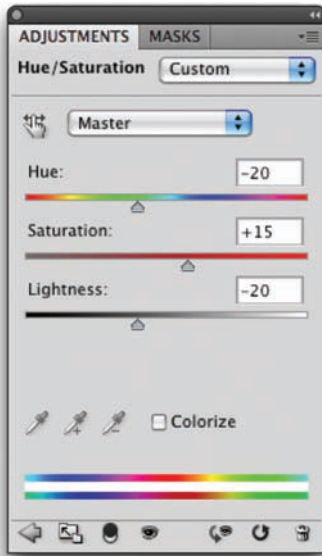 ADJUSTMENTS MASKS
Hue/Saturation Custom
Master
Hue: -20
Saturation: +15
Lightness: -20
Colorize